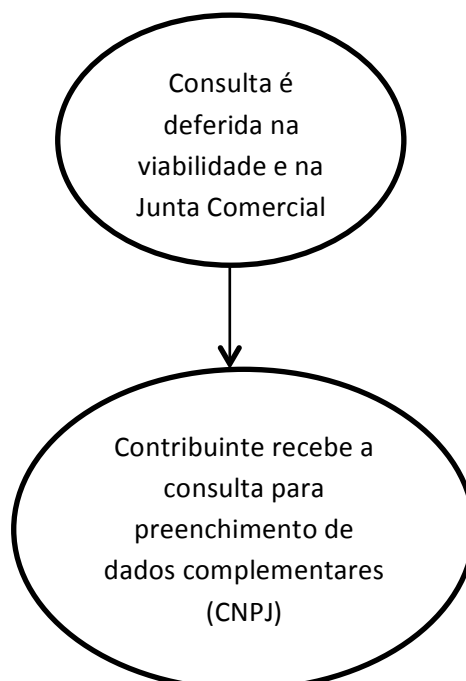 Consulta é
deferida na
viabilidade e na
Junta Comercial
Contribuinte recebe a
consulta para
preenchimento de
dados complementares
(CNPJ)